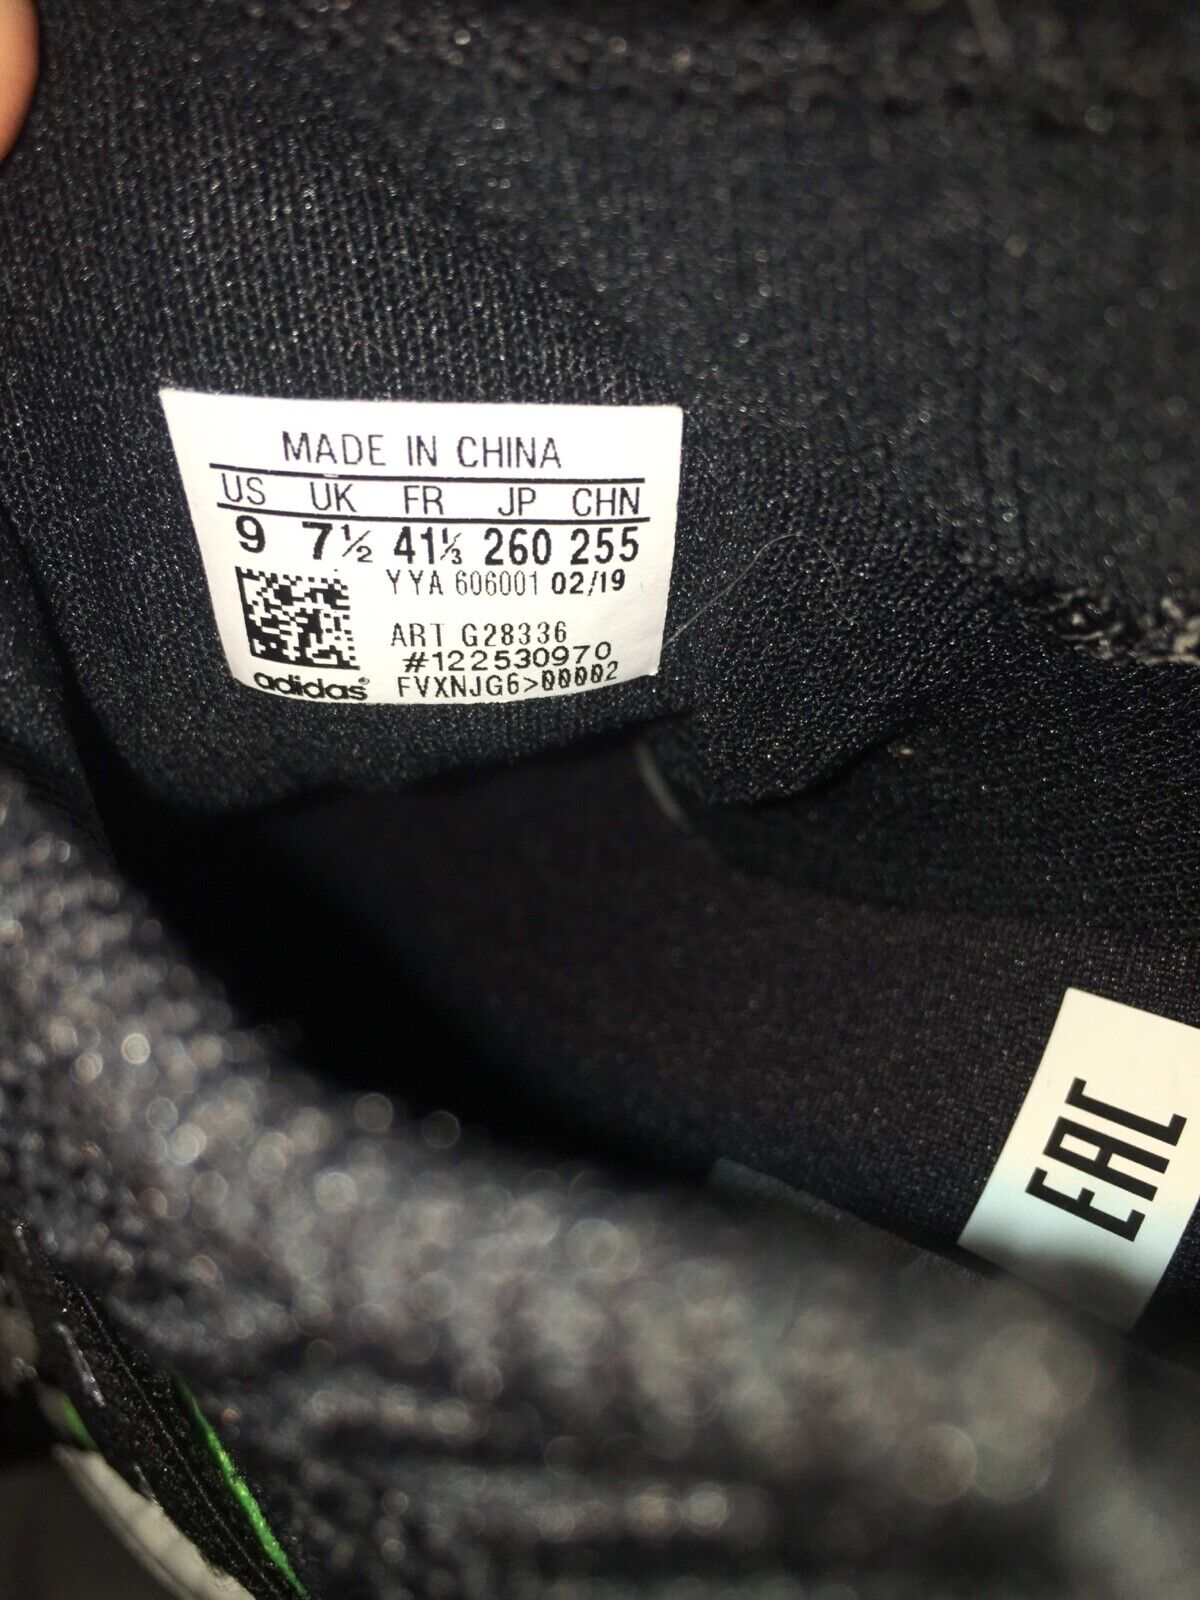 MADE IN CHINA
US UK FR JP CHN
9 7½ 41⅓ 260 255
YYA 606001 02/19
ART G28336
#122530970
adidas® FVXNJG6>00002
EAC